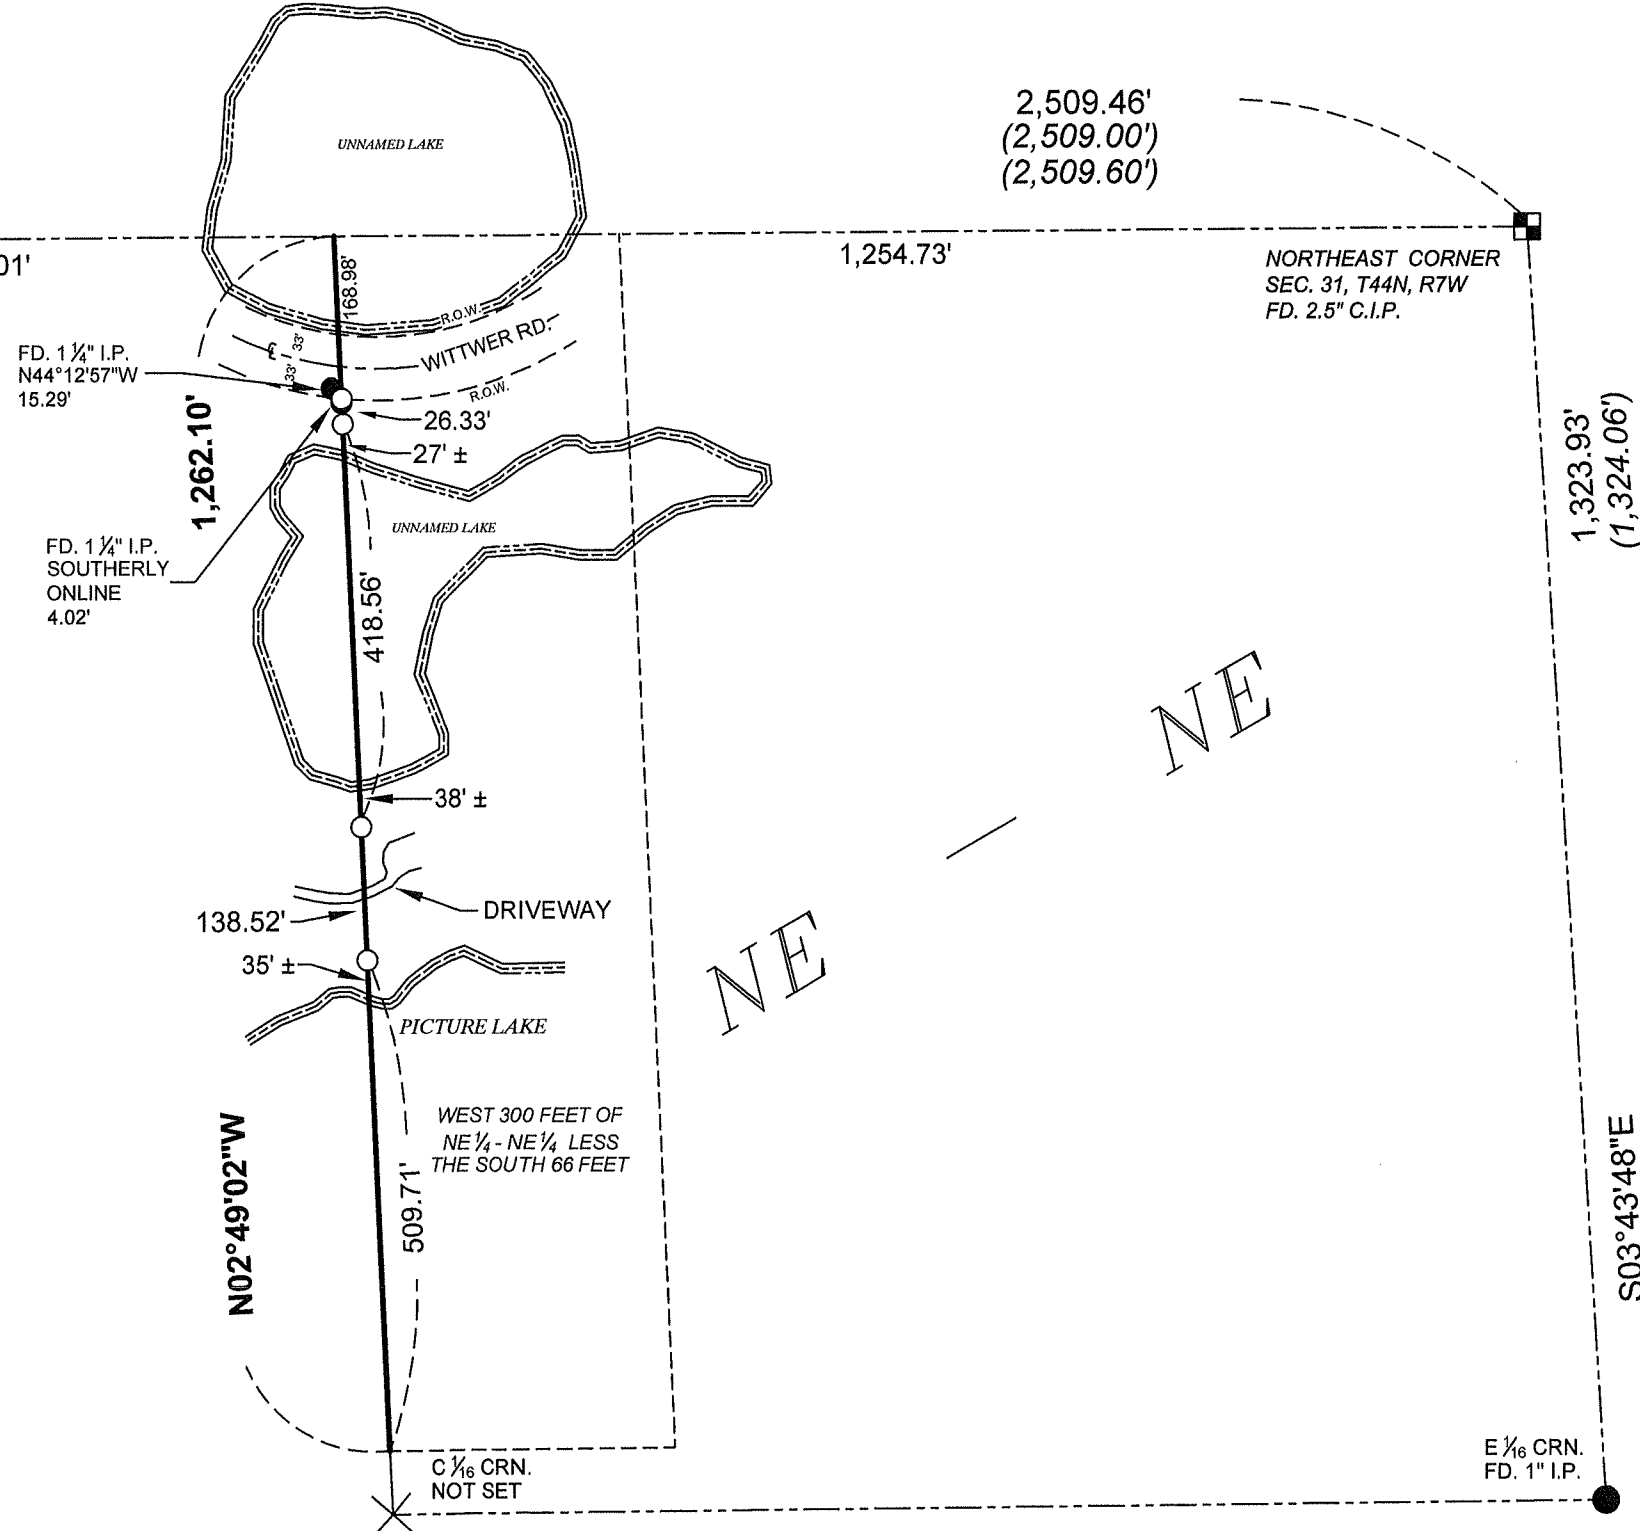 UNNAMED LAKE
2,509.46'
(2,509.00')
(2,509.60')
01'
1,254.73'
NORTHEAST CORNER
SEC. 31, T44N, R7W
FD. 2.5" C.I.P.
168.98'
R.O.W.
WITTWER RD.
33'
33'
R.O.W.
FD. 1 ¼" I.P.
N44°12'57"W
15.29'
26.33'
27' ±
1,262.10'
1,323.93'
(1,324.06')
UNNAMED LAKE
FD. 1 ¼" I.P.
SOUTHERLY
ONLINE
4.02'
418.56'
NE — NE
38' ±
DRIVEWAY
138.52'
35' ±
PICTURE LAKE
WEST 300 FEET OF
NE ¼ - NE ¼ LESS
THE SOUTH 66 FEET
509.71'
N02°49'02"W
S03°43'48"E
C 1⁄16 CRN.
NOT SET
E 1⁄16 CRN.
FD. 1" I.P.